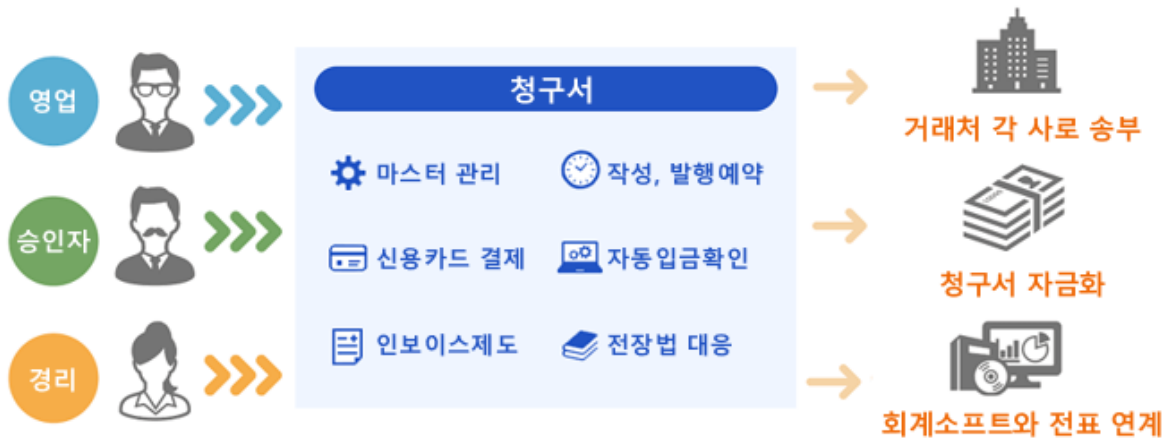 영업
승인자
경리
청구서
마스터 관리
작성, 발행예약
신용카드 결제
자동입금확인
인보이스제도
전장법 대응
거래처 각 사로 송부
청구서 자금화
회계소프트와 전표 연계